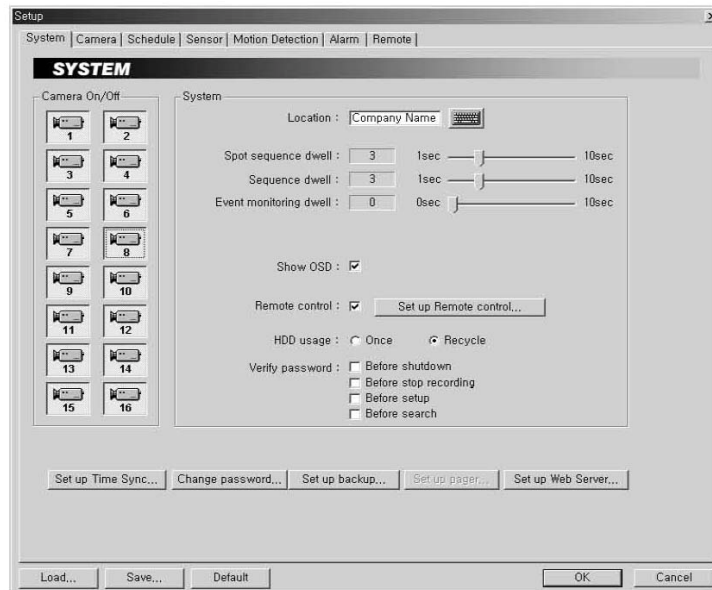 Setup
System Camera Schedule Sensor Motion Detection Alarm Remote
SYSTEM
Camera On/Off
1 2
3 4
5 6
7 8
9 10
11 12
13 14
15 16
System
Location : Company Name
Spot sequence dwell : 3 1sec 10sec
Sequence dwell : 3 1sec 10sec
Event monitoring dwell : 0 0sec 10sec
Show OSD :
Remote control : Set up Remote control...
HDD usage : Once Recycle
Verify password : Before shutdown
Before stop recording
Before setup
Before search
Set up Time Sync... Change password... Set up backup... Set up pager... Set up Web Server...
Load... Save... Default OK Cancel